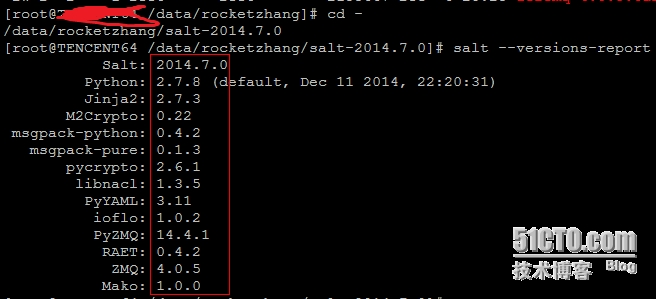 [root@ /data/rocketzhang]# cd -
/data/rocketzhang/salt-2014.7.0
[root@TENCENT64 /data/rocketzhang/salt-2014.7.0]# salt --versions-report
Salt: 2014.7.0
Python: 2.7.8 (default, Dec 11 2014, 22:20:31)
Jinja2: 2.7.3
M2Crypto: 0.22
msgpack-python: 0.4.2
msgpack-pure: 0.1.3
pycrypto: 2.6.1
libnacl: 1.3.5
PyYAML: 3.11
ioflo: 1.0.2
PyZMQ: 14.4.1
RAET: 0.4.2
ZMQ: 4.0.5
Mako: 1.0.0
51CTO.com
技术博客 Blog